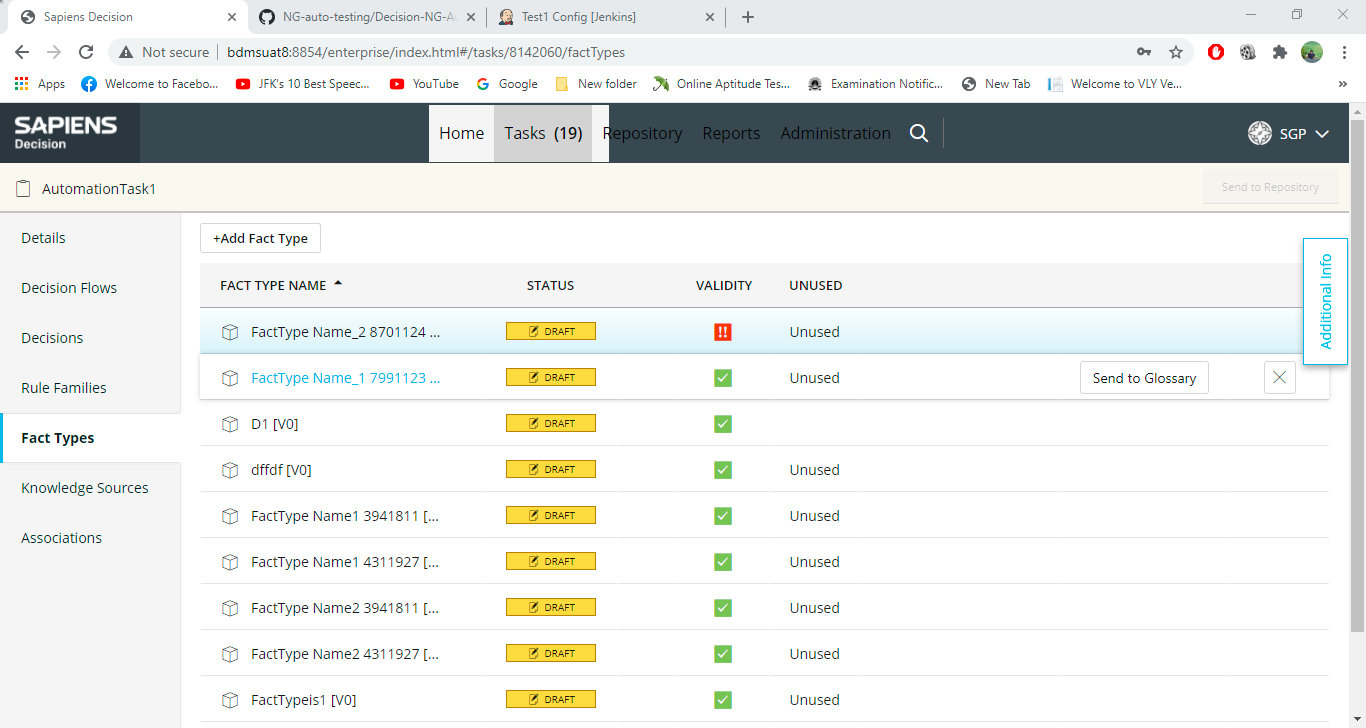 Sapiens Decision
NG-auto-testing/Decision-NG-Au
Test1 Config [Jenkins]
Not secure | bdmsuat8:8854/enterprise/index.html#/tasks/8142060/factTypes
Apps
Welcome to Facebo...
JFK's 10 Best Speec...
YouTube
Google
New folder
Online Aptitude Tes...
Examination Notific...
New Tab
Welcome to VLY Ve...
SAPIENS
Decision
Home
Tasks (19)
Repository
Reports
Administration
SGP
AutomationTask1
Send to Repository
Details
Decision Flows
Decisions
Rule Families
Fact Types
Knowledge Sources
Associations
+Add Fact Type
Additional Info
FACT TYPE NAME STATUS VALIDITY UNUSED
FactType Name_2 8701124 ... DRAFT !! Unused
FactType Name_1 7991123 ... DRAFT Unused Send to Glossary
D1 [V0] DRAFT
dffdf [V0] DRAFT Unused
FactType Name1 3941811 [... DRAFT Unused
FactType Name1 4311927 [... DRAFT Unused
FactType Name2 3941811 [... DRAFT Unused
FactType Name2 4311927 [... DRAFT Unused
FactTypeis1 [V0] DRAFT Unused